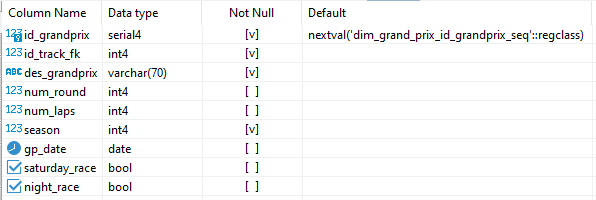 Column Name Data type Not Null Default
123 id_grandprix serial4 [v] nextval('dim_grand_prix_id_grandprix_seq'::regclass)
123 id_track_fk int4 [v]
ABC des_grandprix varchar(70) [v]
123 num_round int4 [ ]
123 num_laps int4 [ ]
123 season int4 [v]
gp_date date [ ]
saturday_race bool [ ]
night_race bool [ ]